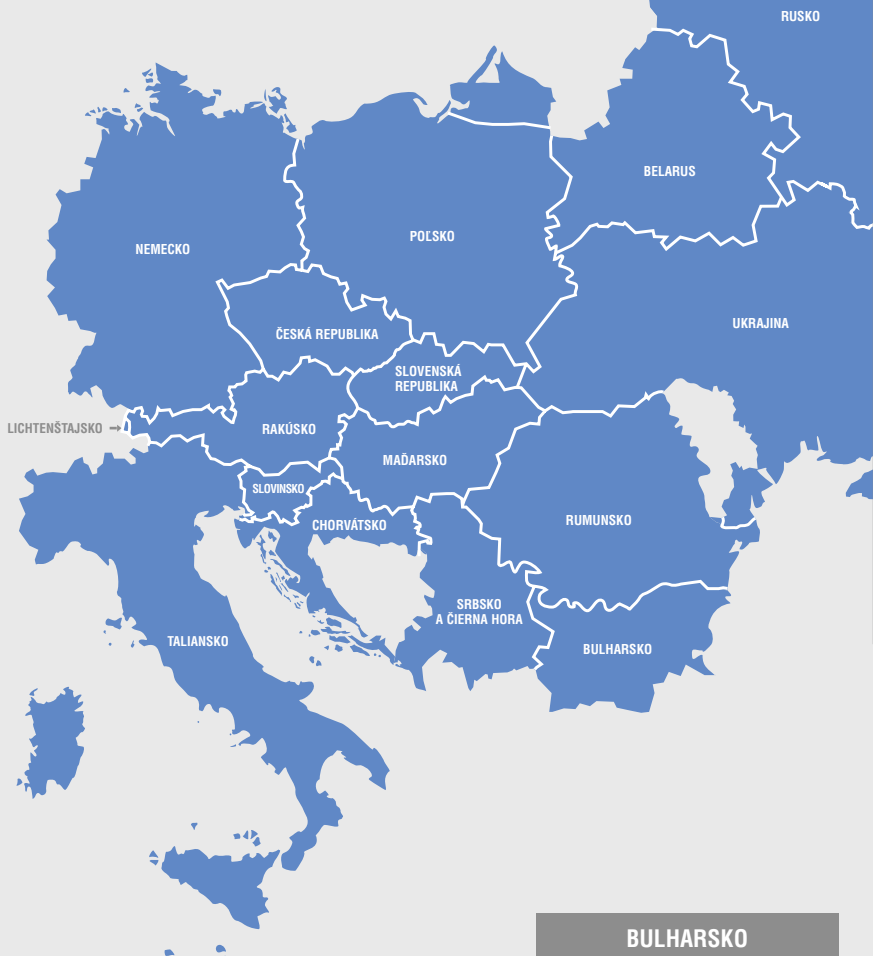 RUSKO
BELARUS
POĽSKO
NEMECKO
UKRAJINA
ČESKÁ REPUBLIKA
SLOVENSKÁ
REPUBLIKA
LICHTENŠTAJSKO
RAKÚSKO
MAĎARSKO
SLOVINSKO
CHORVÁTSKO
RUMUNSKO
SRBSKO
A ČIERNA HORA
TALIANSKO
BULHARSKO
BULHARSKO